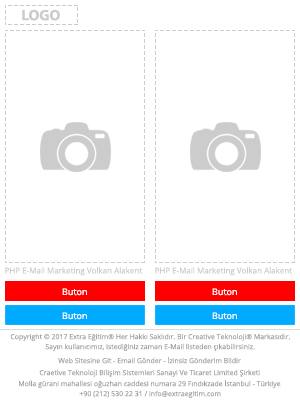 LOGO
PHP E-Mail Marketing Volkan Alakent
PHP E-Mail Marketing Volkan Alakent
Buton
Buton
Buton
Buton
Copyright © 2017 Extra Eğitim® Her Hakkı Saklıdır. Bir Creative Teknoloji® Markasıdır.
Sayın kullanıcımız, istediğiniz zaman E-Mail listeden çıkabilirsiniz.
Web Sitesine Git - Email Gönder - İzinsiz Gönderim Bildir
Craetive Teknoloji Bilişim Sistemleri Sanayi Ve Ticaret Limited Şirketi
Molla gürani mahallesi oğuzhan caddesi numara 29 Fındıkzade İstanbul - Türkiye
+90 (212) 530 22 31 / info@extraegitim.com